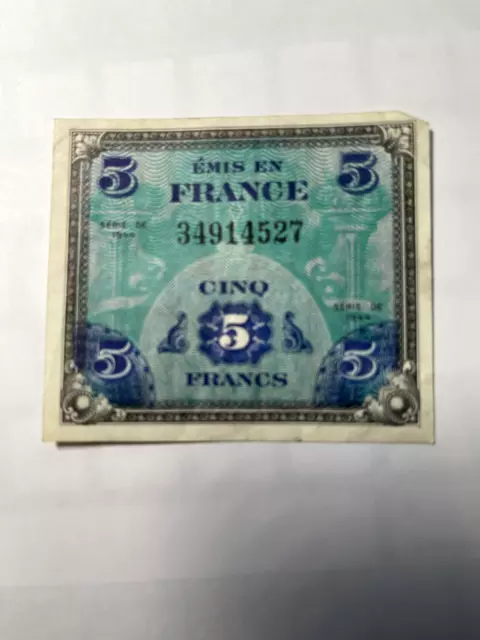 5 ÉMIS EN 5
FRANCE
34914527
SÉRIE DE
1944
CINQ
SÉRIE DE
1944
5 5 5
FRANCS